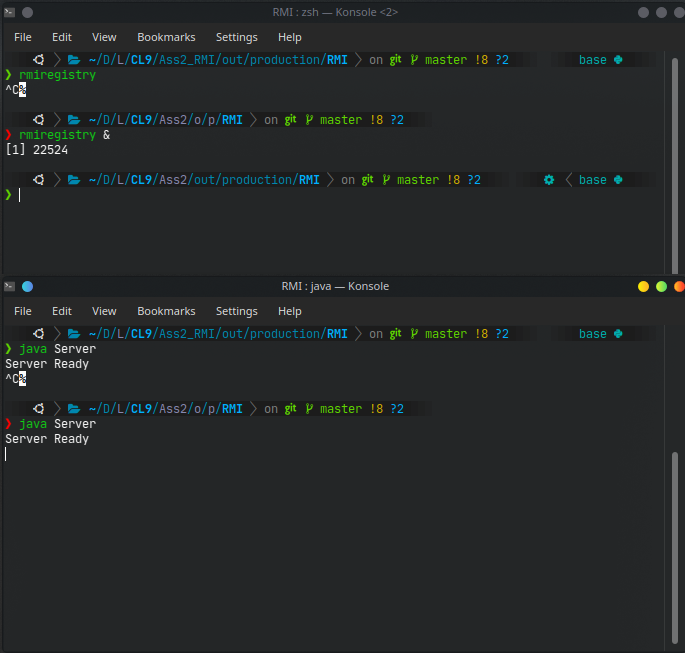 RMI : zsh — Konsole <2>
File Edit View Bookmarks Settings Help
~/D/L/CL9/Ass2_RMI/out/production/RMI on git master !8 ?2 base
❯ rmiregistry
^C%
~/D/L/CL9/Ass2/o/p/RMI on git master !8 ?2
❯ rmiregistry &
[1] 22524
~/D/L/CL9/Ass2/out/production/RMI on git master !8 ?2 base
❯
RMI : java — Konsole
File Edit View Bookmarks Settings Help
~/D/L/CL9/Ass2_RMI/out/production/RMI on git master !8 ?2 base
❯ java Server
Server Ready
^C%
~/D/L/CL9/Ass2/o/p/RMI on git master !8 ?2
❯ java Server
Server Ready